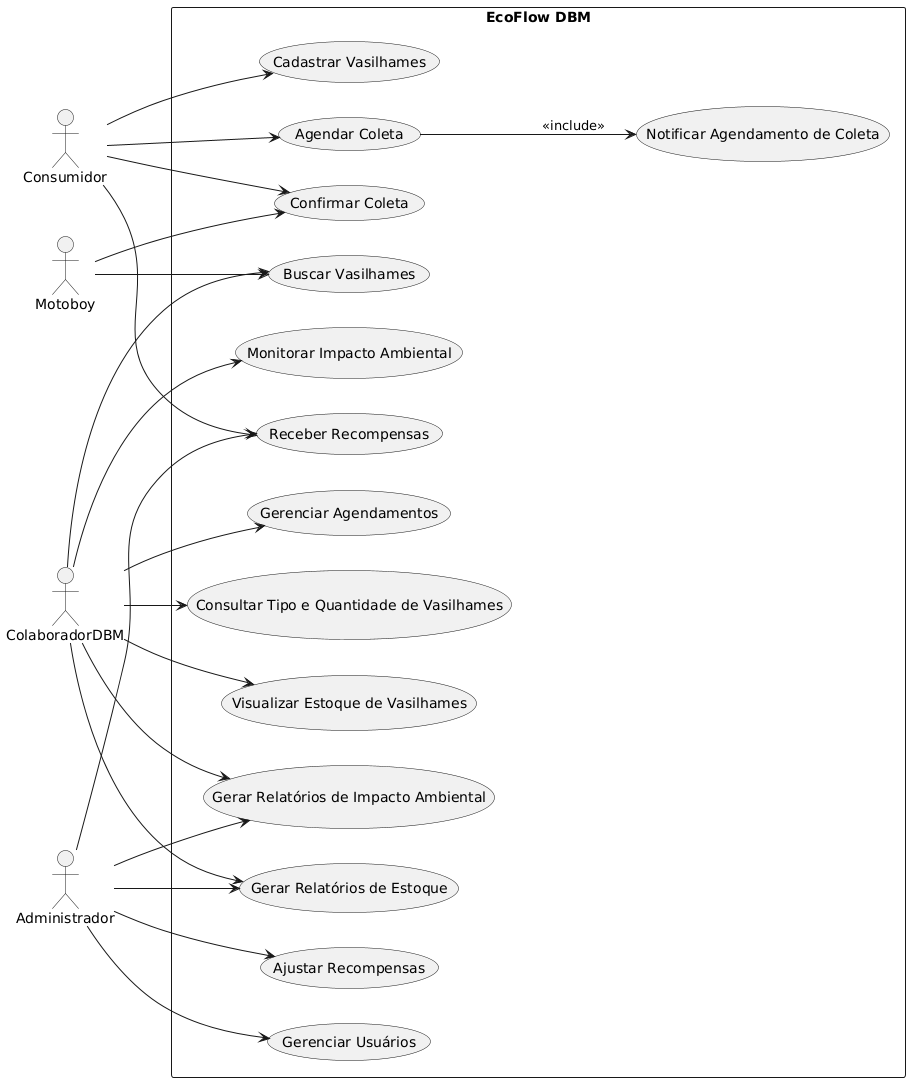 EcoFlow DBM
Cadastrar Vasilhames
Agendar Coleta
«include»
Notificar Agendamento de Coleta
Consumidor
Confirmar Coleta
Buscar Vasilhames
Motoboy
Monitorar Impacto Ambiental
Receber Recompensas
Gerenciar Agendamentos
Consultar Tipo e Quantidade de Vasilhames
ColaboradorDBM
Visualizar Estoque de Vasilhames
Gerar Relatórios de Impacto Ambiental
Gerar Relatórios de Estoque
Administrador
Ajustar Recompensas
Gerenciar Usuários